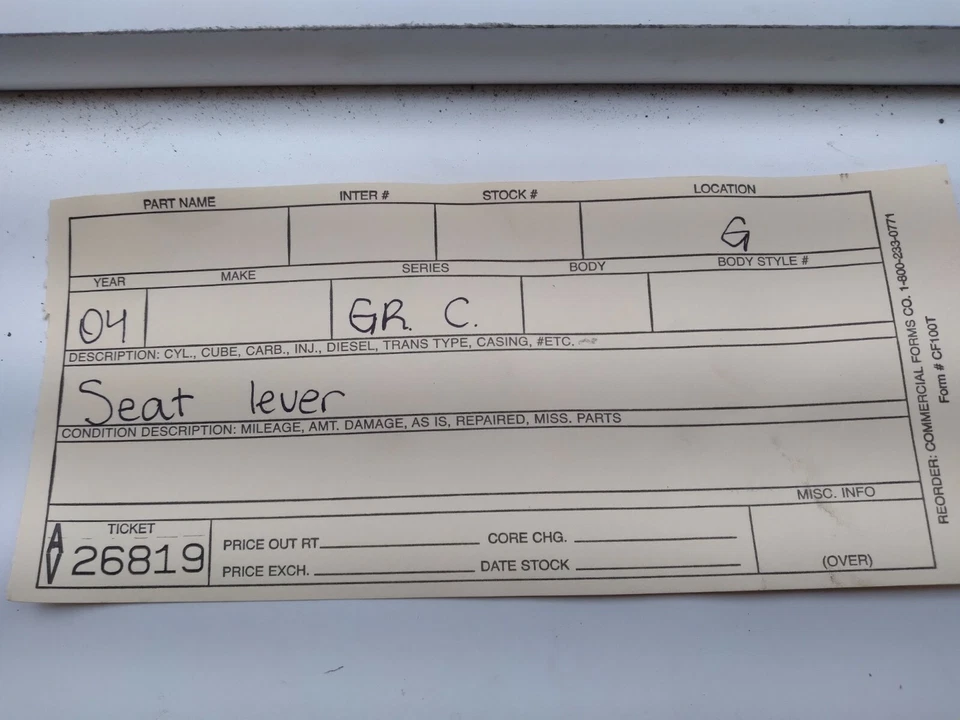 PART NAME INTER # STOCK # LOCATION
G
YEAR MAKE SERIES BODY BODY STYLE #
04 GR. C.
DESCRIPTION: CYL., CUBE, CARB., INJ., DIESEL, TRANS TYPE, CASING, #ETC.
Seat lever
CONDITION DESCRIPTION: MILEAGE, AMT. DAMAGE, AS IS, REPAIRED, MISS. PARTS
MISC. INFO
TICKET
26819
PRICE OUT RT. CORE CHG.
PRICE EXCH. DATE STOCK
(OVER)
REORDER: COMMERCIAL FORMS CO. 1-800-233-0771
Form # CF100T